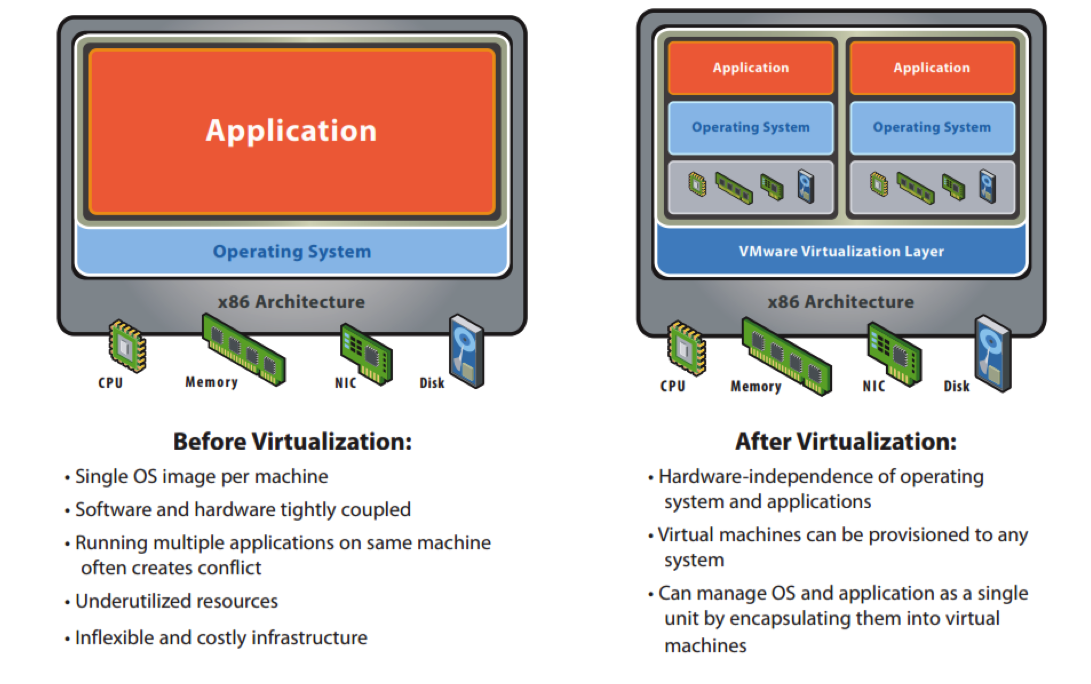 Application
Operating System
x86 Architecture
CPU
Memory
NIC
Disk
Before Virtualization:
• Single OS image per machine
• Software and hardware tightly coupled
• Running multiple applications on same machine
often creates conflict
• Underutilized resources
• Inflexible and costly infrastructure
Application
Application
Operating System
Operating System
VMware Virtualization Layer
x86 Architecture
CPU
Memory
NIC
Disk
After Virtualization:
• Hardware-independence of operating
system and applications
• Virtual machines can be provisioned to any
system
• Can manage OS and application as a single
unit by encapsulating them into virtual
machines